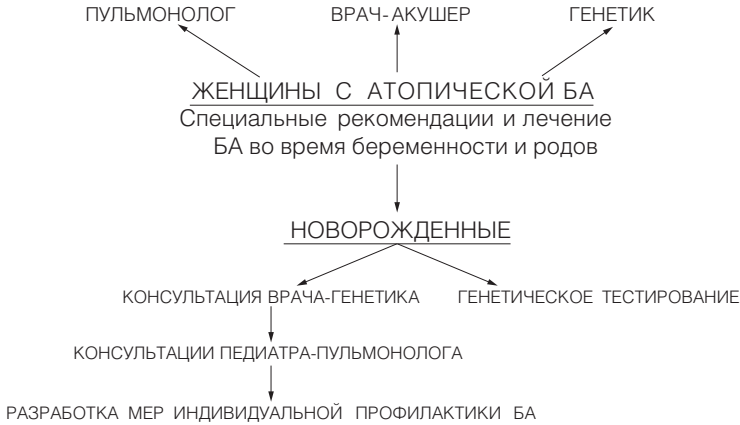 ПУЛЬМОНОЛОГ ВРАЧ-АКУШЕР ГЕНЕТИК
ЖЕНЩИНЫ С АТОПИЧЕСКОЙ БА
Специальные рекомендации и лечение
БА во время беременности и родов
НОВОРОЖДЕННЫЕ
КОНСУЛЬТАЦИЯ ВРАЧА-ГЕНЕТИКА ГЕНЕТИЧЕСКОЕ ТЕСТИРОВАНИЕ
КОНСУЛЬТАЦИИ ПЕДИАТРА-ПУЛЬМОНОЛОГА
РАЗРАБОТКА МЕР ИНДИВИДУАЛЬНОЙ ПРОФИЛАКТИКИ БА